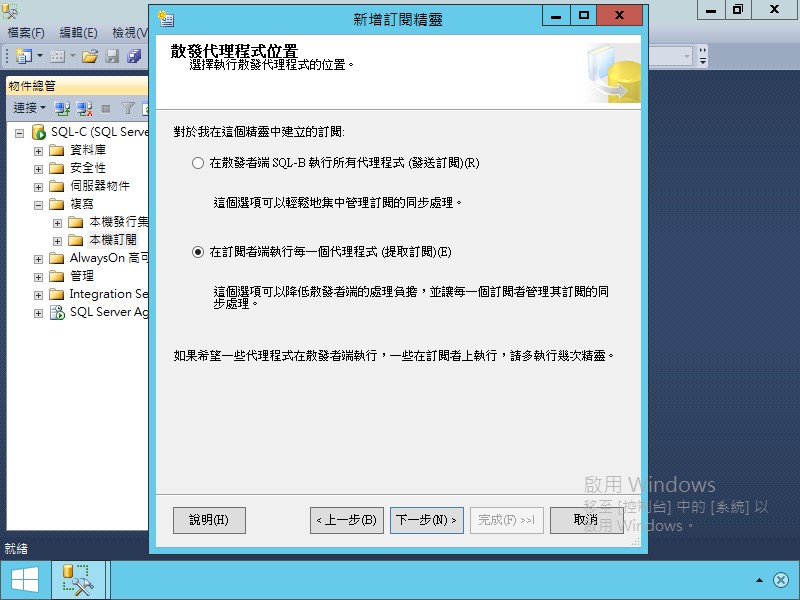 新增訂閱精靈
檔案(F) 編輯(E) 檢視(V
物件總管
連接
SQL-C (SQL Serve
資料庫
安全性
伺服器物件
複寫
本機發行集
本機訂閱
AlwaysOn 高可
管理
Integration Se
SQL Server Ag
就緒
散發代理程式位置
選擇執行散發代理程式的位置。
對於我在這個精靈中建立的訂閱:
在散發者端 SQL-B 執行所有代理程式 (發送訂閱)(R)
這個選項可以輕鬆地集中管理訂閱的同步處理。
在訂閱者端執行每一個代理程式 (提取訂閱)(E)
這個選項可以降低散發者端的處理負擔，並讓每一個訂閱者管理其訂閱的同
步處理。
如果希望一些代理程式在散發者端執行，一些在訂閱者上執行，請多執行幾次精靈。
說明(H) < 上一步(B) 下一步(N) > 完成(F) >>| 取消
啟用 Windows
移至 [控制台] 中的 [系統] 以
啟用 Windows。